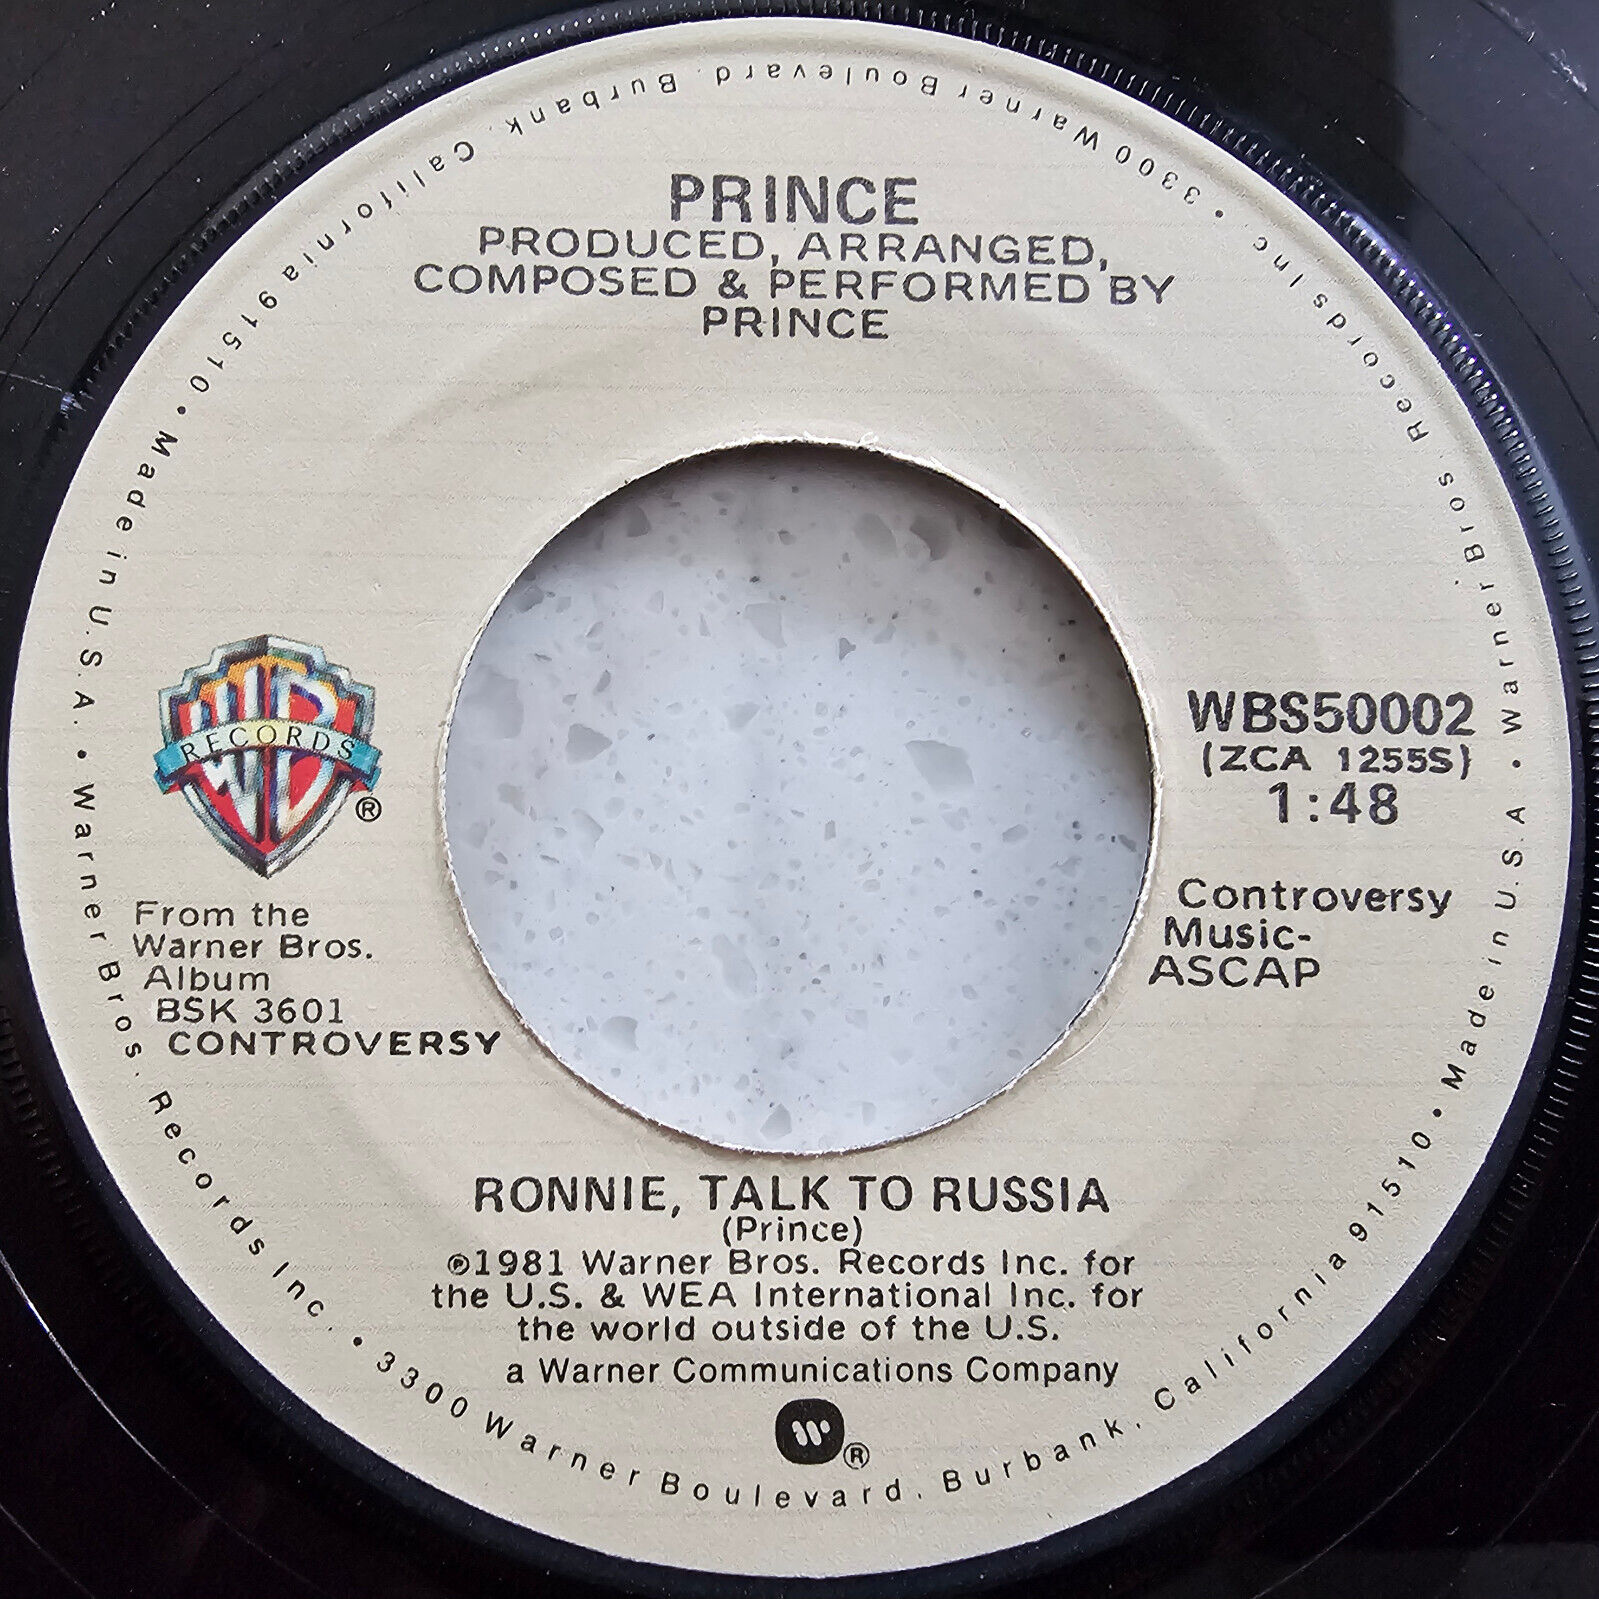 PRINCE
PRODUCED, ARRANGED,
COMPOSED & PERFORMED BY
PRINCE
WB
RECORDS
®
From the
Warner Bros.
Album
BSK 3601
CONTROVERSY
WBS50002
(ZCA 1255S)
1:48
Controversy
Music-
ASCAP
RONNIE, TALK TO RUSSIA
(Prince)
℗1981 Warner Bros. Records Inc. for
the U.S. & WEA International Inc. for
the world outside of the U.S.
a Warner Communications Company
W®
Warner Bros. Records Inc. • 3300 Warner Boulevard, Burbank, California 91510 • Made in U.S.A. • Warner Bros. Records Inc. • 3300 Warner Boulevard, Burbank, California 91510 • Made in U.S.A. •